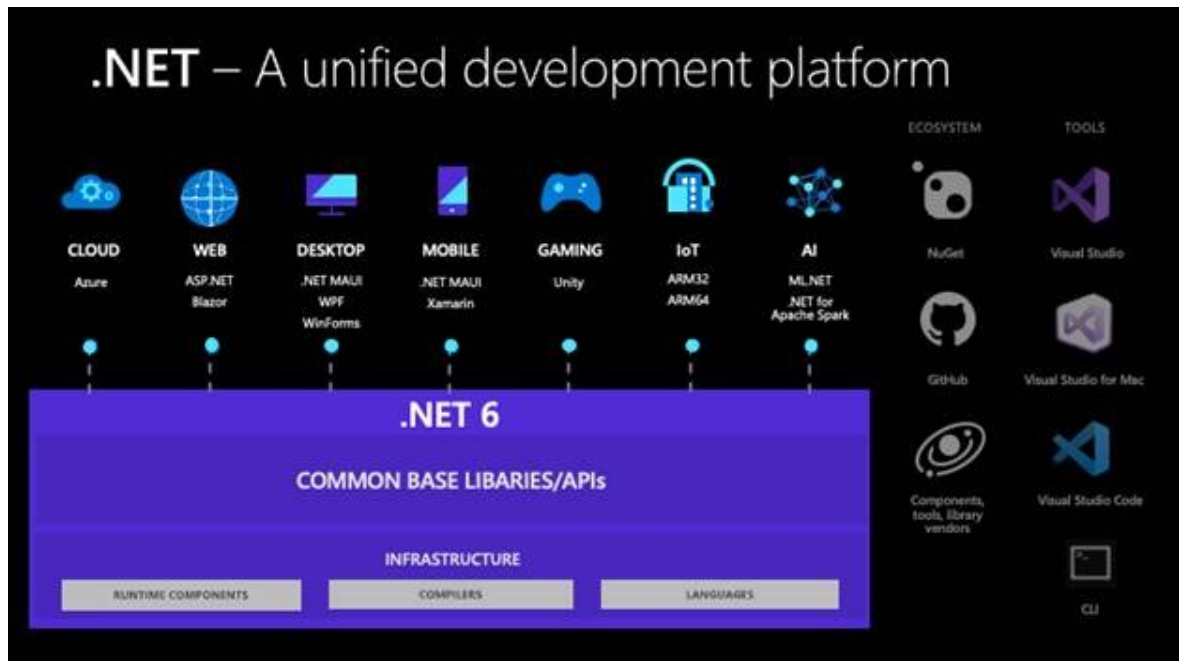 .NET – A unified development platform
ECOSYSTEM
TOOLS
CLOUD
Azure
WEB
ASP.NET
Blazor
DESKTOP
.NET MAUI
WPF
WinForms
MOBILE
.NET MAUI
Xamarin
GAMING
Unity
IoT
ARM32
ARM64
AI
ML.NET
.NET for
Apache Spark
NuGet
Visual Studio
GitHub
Visual Studio for Mac
Components,
tools, library
vendors
Visual Studio Code
CLI
.NET 6
COMMON BASE LIBARIES/APIs
INFRASTRUCTURE
RUNTIME COMPONENTS
COMPILERS
LANGUAGES